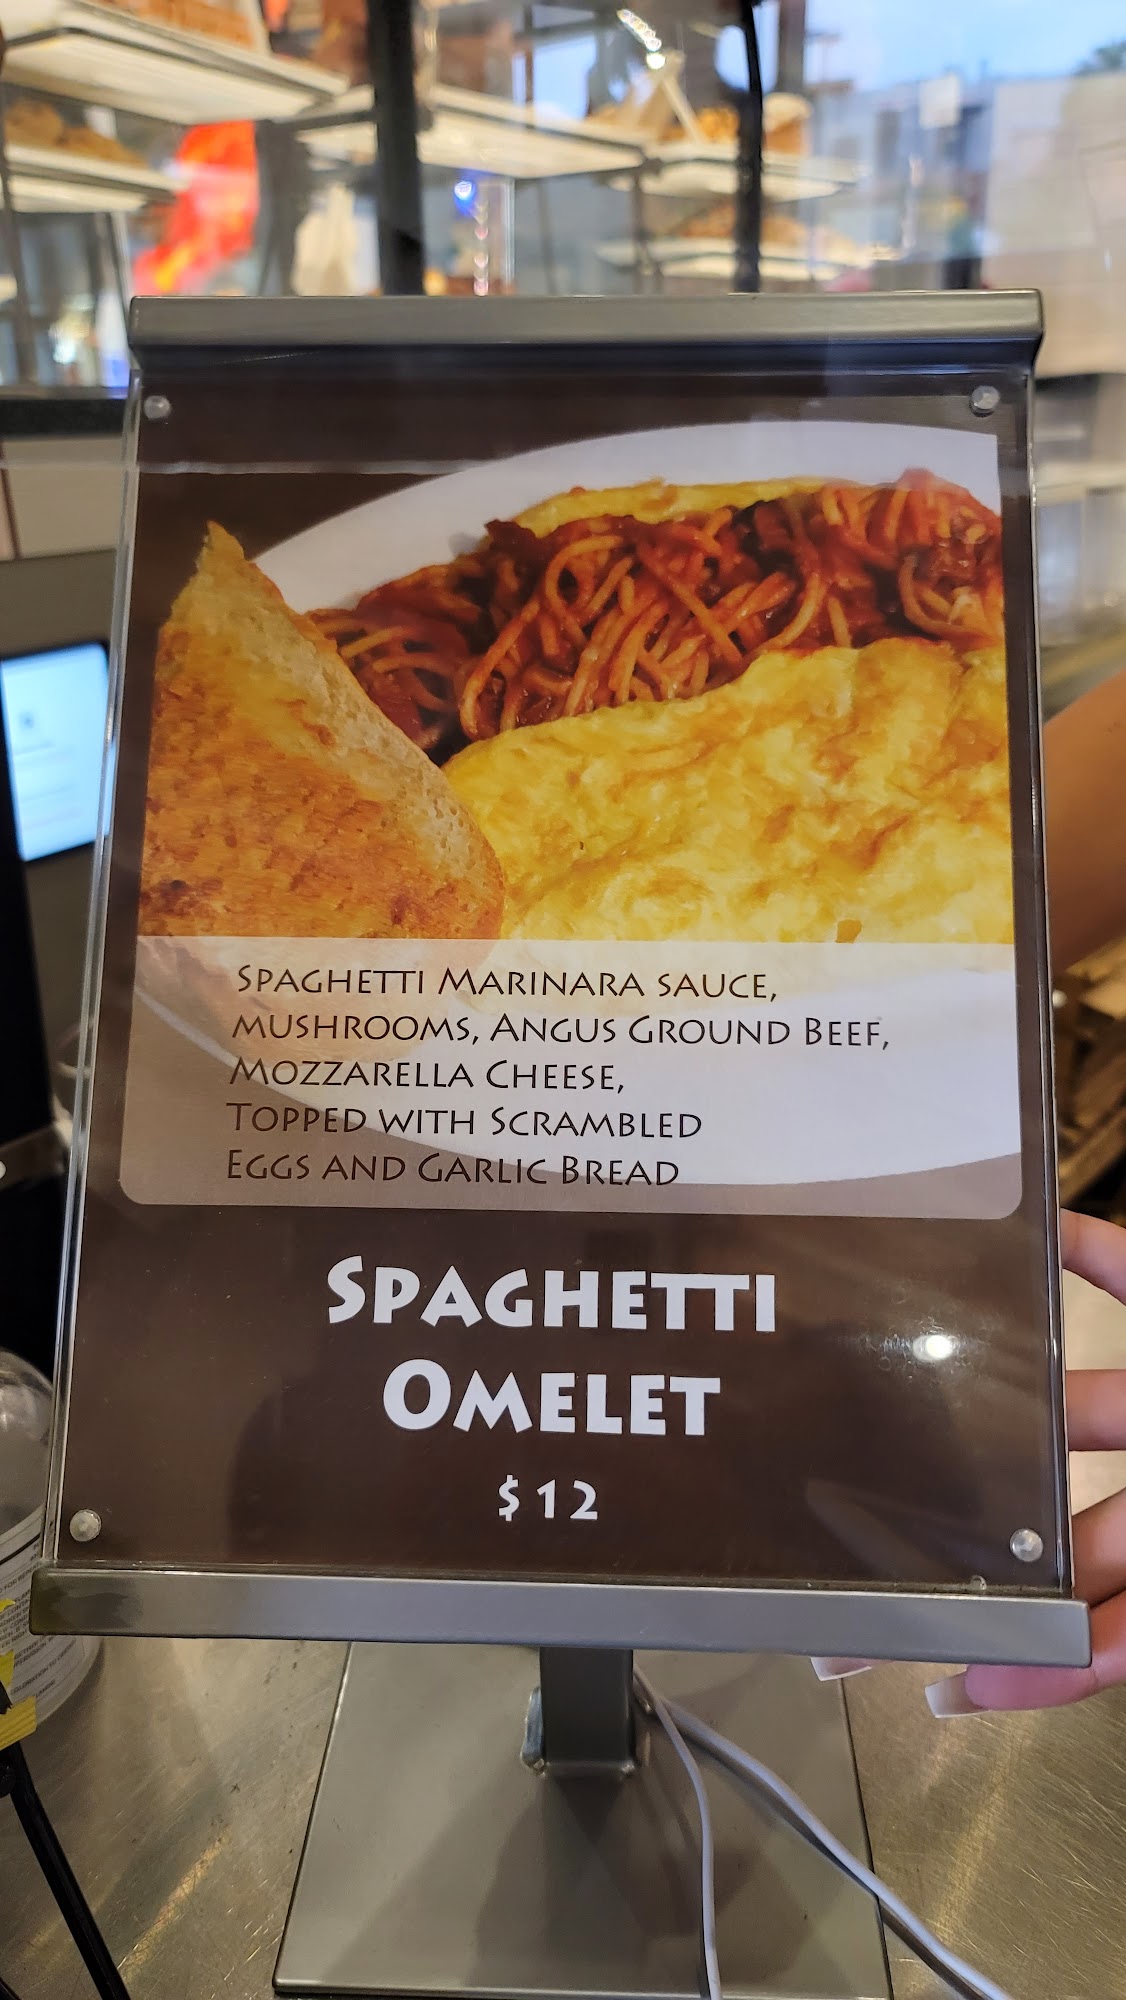 Spaghetti Marinara sauce,
mushrooms, Angus Ground Beef,
Mozzarella Cheese,
Topped with Scrambled
Eggs and Garlic Bread
Spaghetti
Omelet
$12